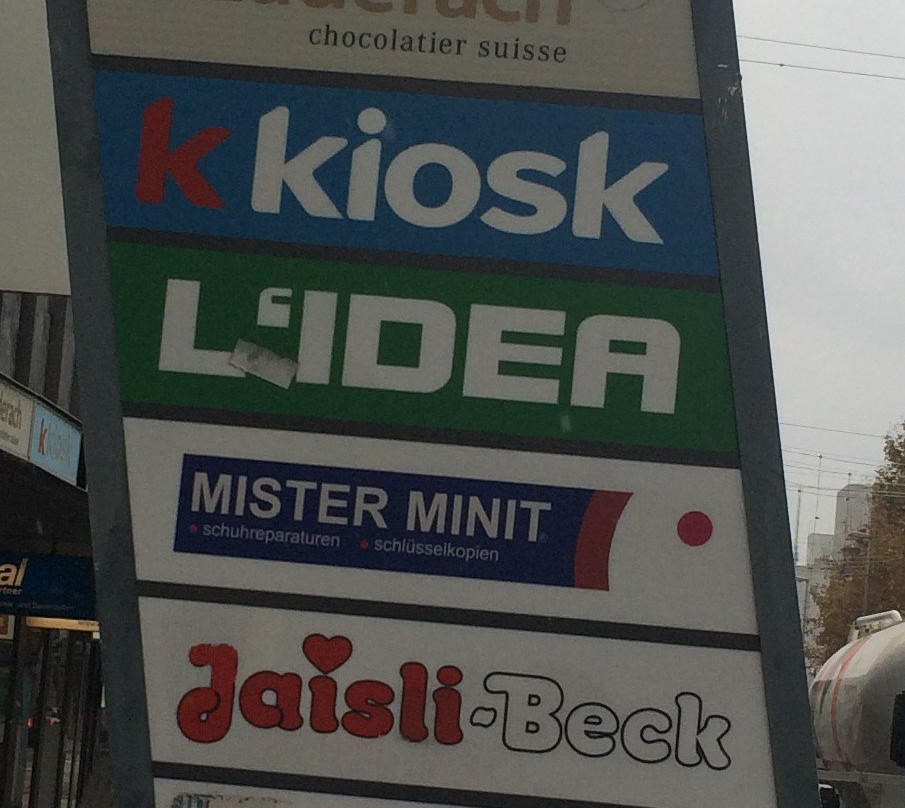 chocolatier suisse
k kiosk
L'IDEA
MISTER MINIT
schuhreparaturen schlüsselkopien
Jaisli-Beck